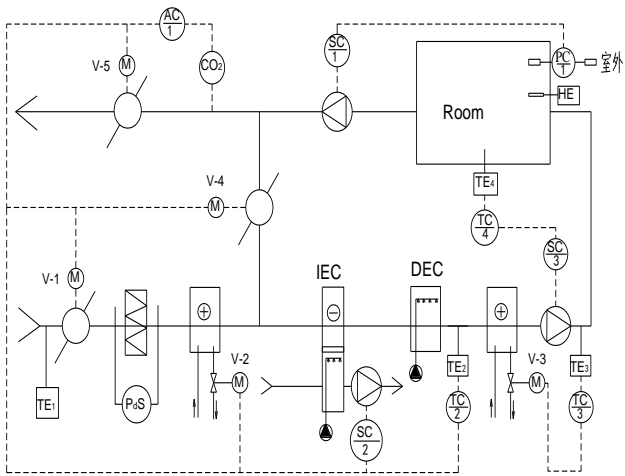 AC
1
SC
1
PC
1
室外
V-5
M
CO₂
HE
Room
V-4
M
TE₄
TC
4
SC
3
V-1
M
IEC
DEC
+
−
+
V-2
M
TE₂
V-3
M
TE₃
TE₁
PdS
SC
2
TC
2
TC
3